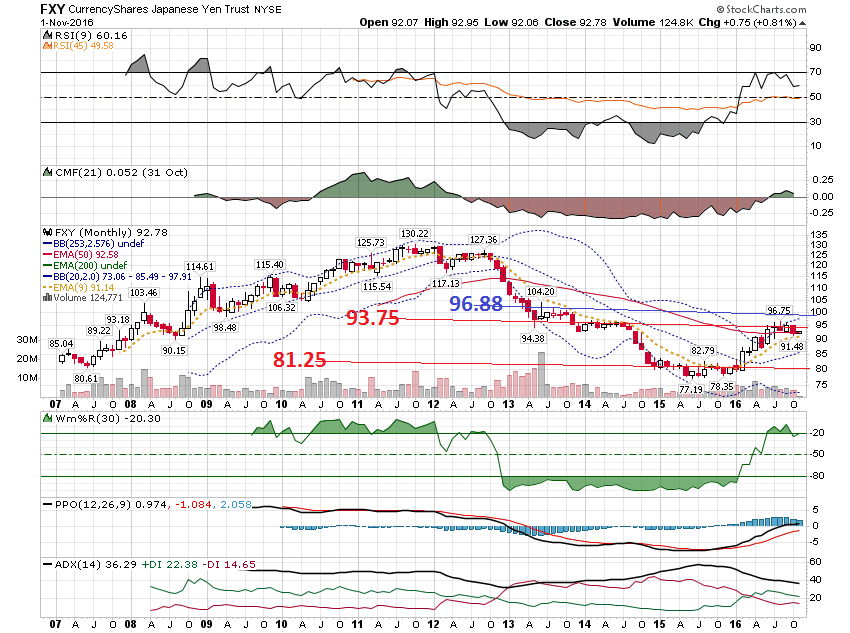 FXY CurrencyShares Japanese Yen Trust NYSE
© StockCharts.com
1-Nov-2016
Open 92.07 High 92.95 Low 92.06 Close 92.78 Volume 124.8K Chg +0.75 (+0.81%)
RSI(9) 60.16
RSI(45) 49.58
90
70
50
30
10
CMF(21) 0.052 (31 Oct)
0.25
0.00
-0.25
FXY (Monthly) 92.78
BB(253,2.576) undef
EMA(50) 92.58
EMA(200) undef
BB(20,2.0) 73.06 - 85.49 - 97.91
EMA(9) 91.14
Volume 124,771
135
130
125
120
115
110
105
100
95
90
85
80
75
30M
20M
10M
85.04
80.61
89.22
93.18
103.46
90.15
114.61
98.48
115.40
106.32
125.73
115.54
130.22
117.13
127.36
104.20
94.38
82.79
77.19
78.35
96.75
91.48
96.88
93.75
81.25
07 A J O 08 A J O 09 A J O 10 A J O 11 A J O 12 A J O 13 A J O 14 A J O 15 A J O 16 A J O
Wm%R(30) -20.30
-20
-50
-80
PPO(12,26,9) 0.974, -1.084, 2.058
5
0
-5
ADX(14) 36.29 +DI 22.38 -DI 14.65
60
40
20
07 A J O 08 A J O 09 A J O 10 A J O 11 A J O 12 A J O 13 A J O 14 A J O 15 A J O 16 A J O